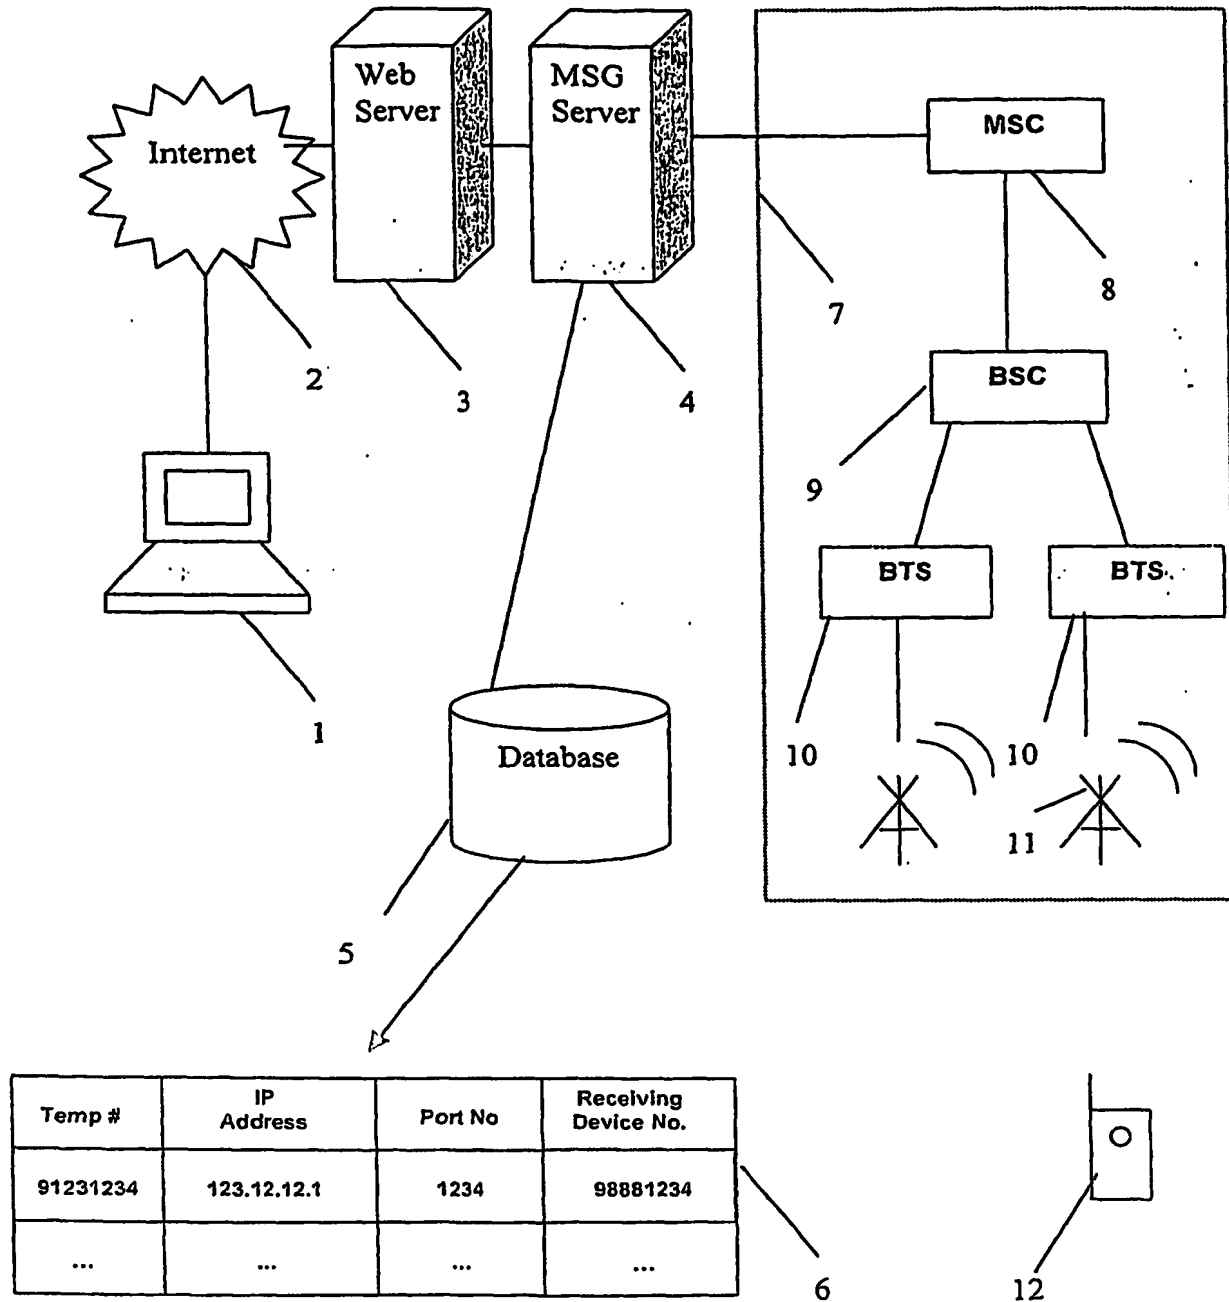 Web
Server
MSG
Server
Internet
MSC
8
7
2
3
4
BSC
9
BTS
BTS
1
10
10
Database
11
5
Temp #
IP
Address
Port No
Receiving
Device No.
91231234
123.12.12.1
1234
98881234
...
...
...
...
6
12